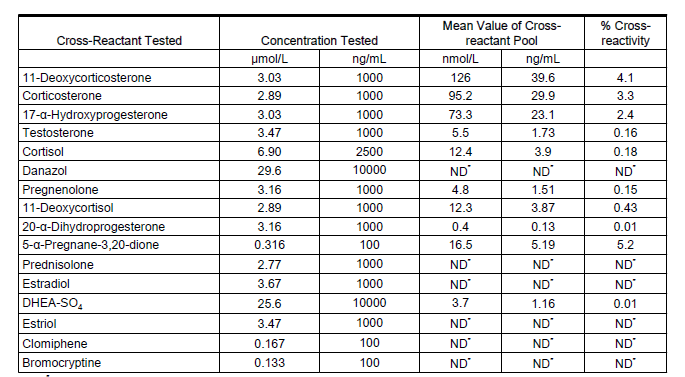 Cross-Reactant Tested Concentration Tested Mean Value of Cross-reactant Pool % Cross-reactivity
µmol/L ng/mL nmol/L ng/mL
11-Deoxycorticosterone 3.03 1000 126 39.6 4.1
Corticosterone 2.89 1000 95.2 29.9 3.3
17-α-Hydroxyprogesterone 3.03 1000 73.3 23.1 2.4
Testosterone 3.47 1000 5.5 1.73 0.16
Cortisol 6.90 2500 12.4 3.9 0.18
Danazol 29.6 10000 ND* ND* ND*
Pregnenolone 3.16 1000 4.8 1.51 0.15
11-Deoxycortisol 2.89 1000 12.3 3.87 0.43
20-α-Dihydroprogesterone 3.16 1000 0.4 0.13 0.01
5-α-Pregnane-3,20-dione 0.316 100 16.5 5.19 5.2
Prednisolone 2.77 1000 ND* ND* ND*
Estradiol 3.67 1000 ND* ND* ND*
DHEA-SO₄ 25.6 10000 3.7 1.16 0.01
Estriol 3.47 1000 ND* ND* ND*
Clomiphene 0.167 100 ND* ND* ND*
Bromocryptine 0.133 100 ND* ND* ND*